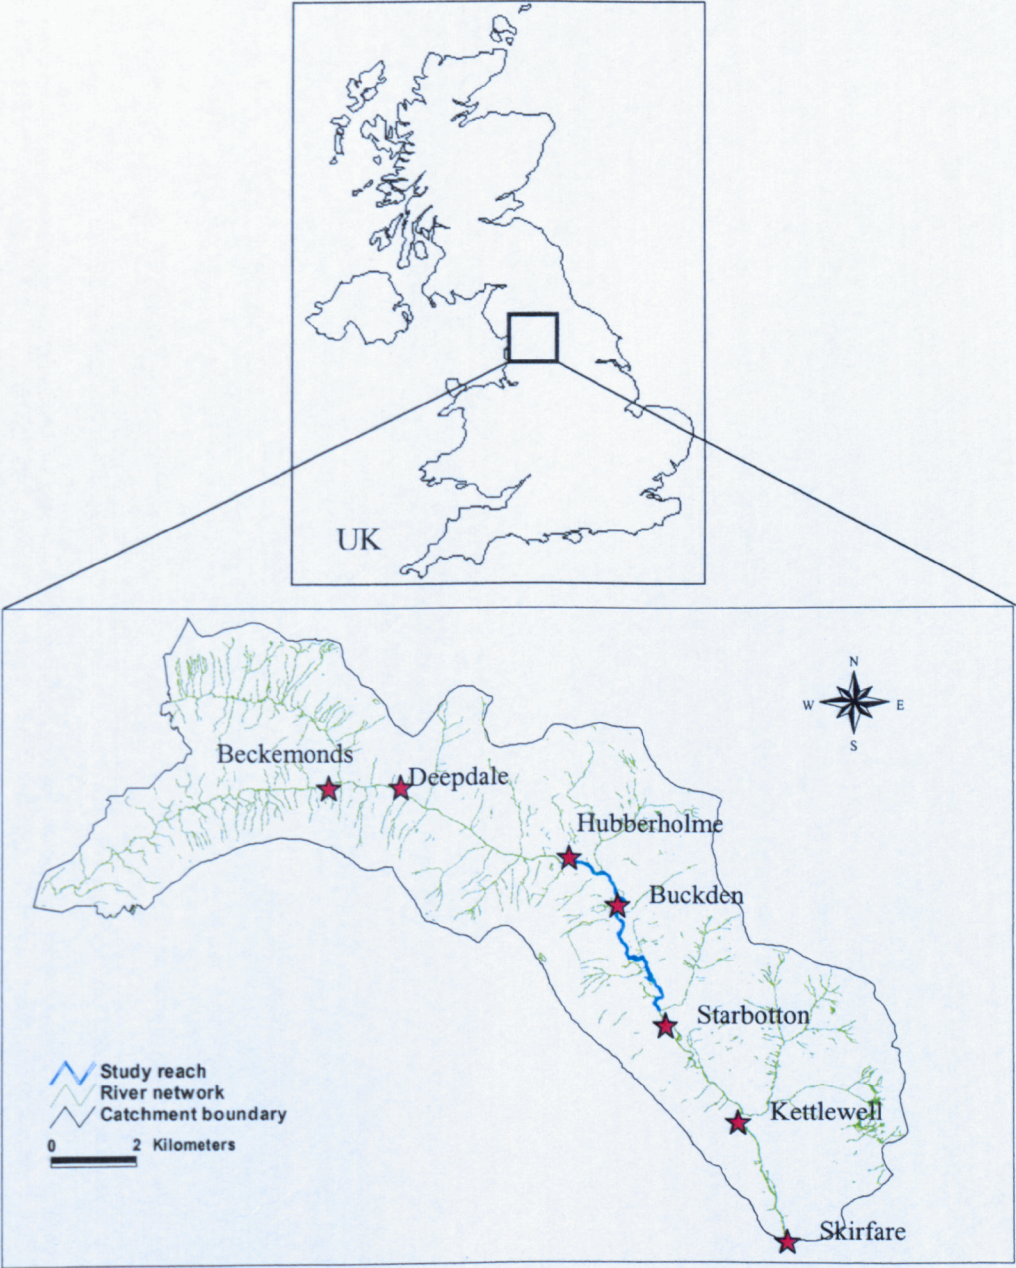 UK
N
W E
S
Beckemonds
Deepdale
Hubberholme
Buckden
Starbotton
Kettlewell
Skirfare
Study reach
River network
Catchment boundary
0 2 Kilometers